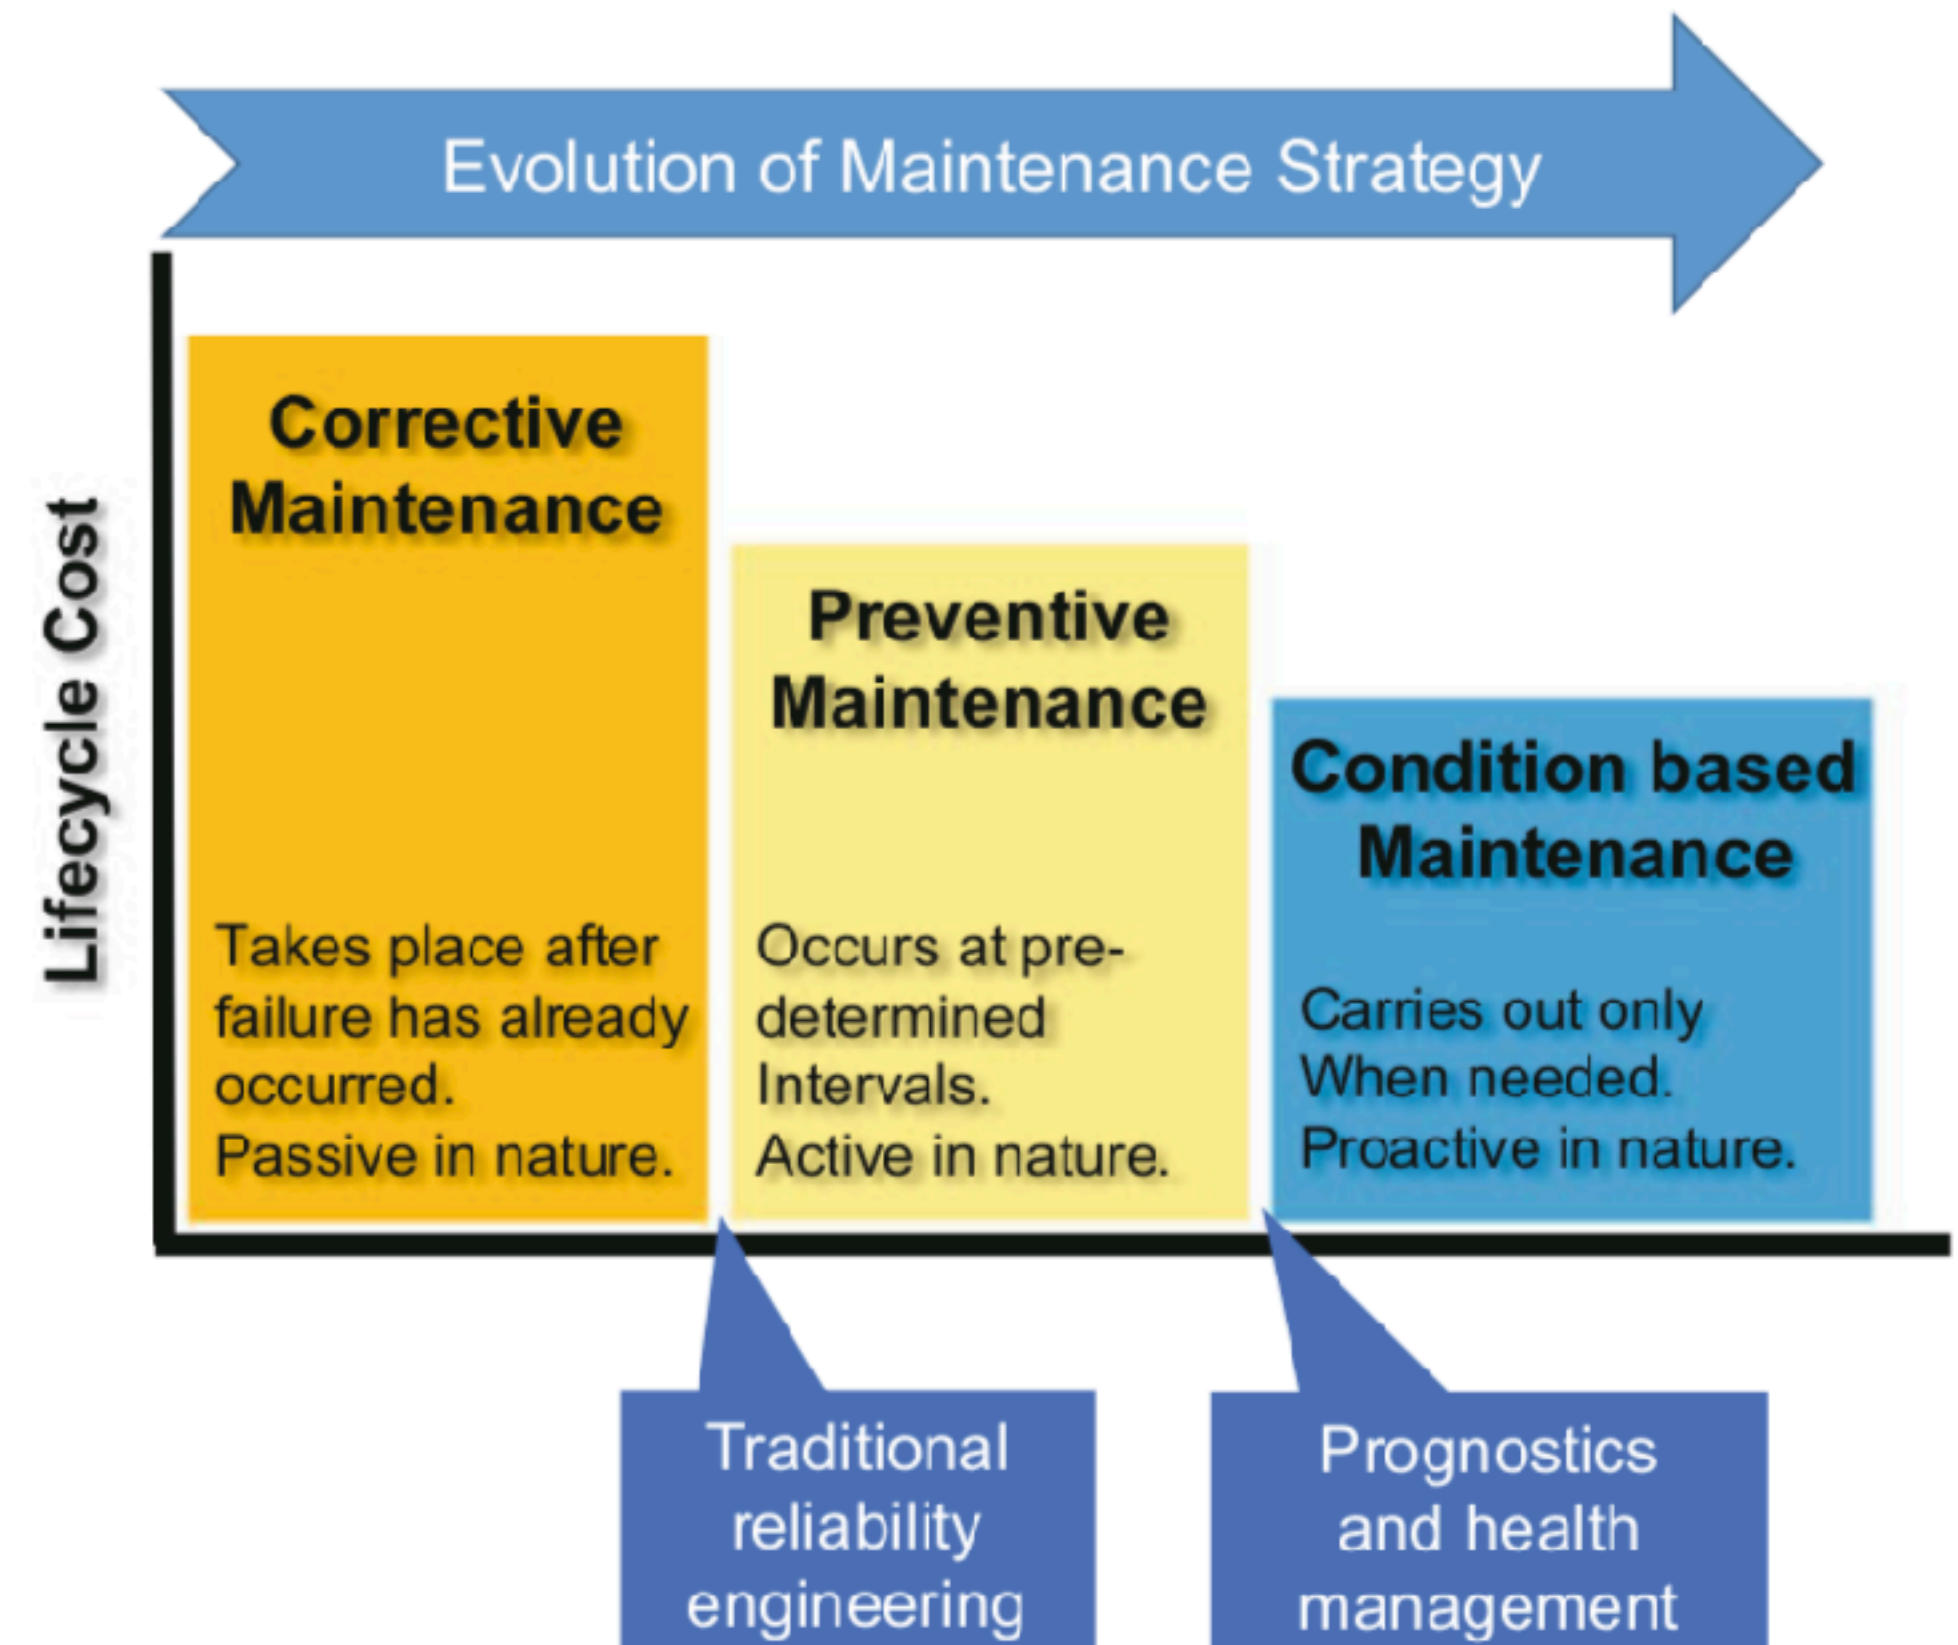 Evolution of Maintenance Strategy
Lifecycle Cost
Corrective
Maintenance
Takes place after
failure has already
occurred.
Passive in nature.
Preventive
Maintenance
Occurs at pre-
determined
Intervals.
Active in nature.
Condition based
Maintenance
Carries out only
When needed.
Proactive in nature.
Traditional
reliability
engineering
Prognostics
and health
management